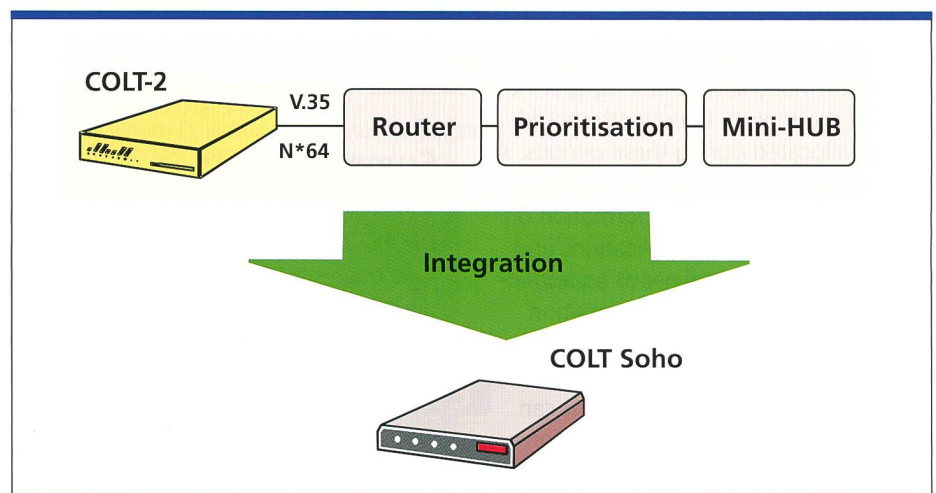 COLT-2
V.35
N*64
Router
Prioritisation
Mini-HUB
Integration
COLT Soho